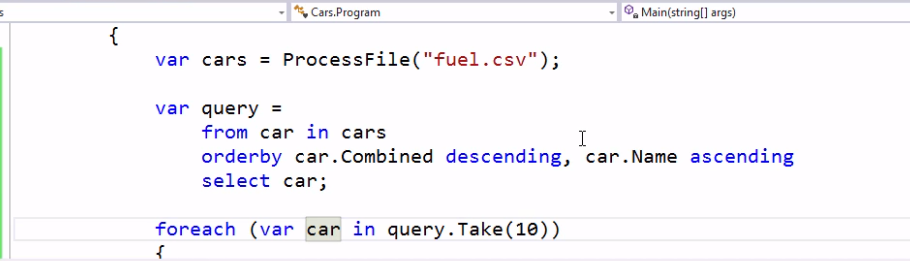 s Cars.Program Main(string[] args)
{
var cars = ProcessFile("fuel.csv");
var query =
from car in cars
orderby car.Combined descending, car.Name ascending
select car;
foreach (var car in query.Take(10))
{